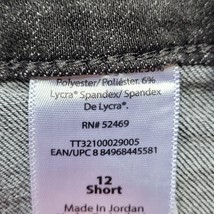 Polyester/Poliéster. 6%
Lycra® Spandex/ Spandex
De Lycra®.
RN# 52469
TT32100029005
EAN/UPC 8 84968445581
12
Short
Made in Jordan